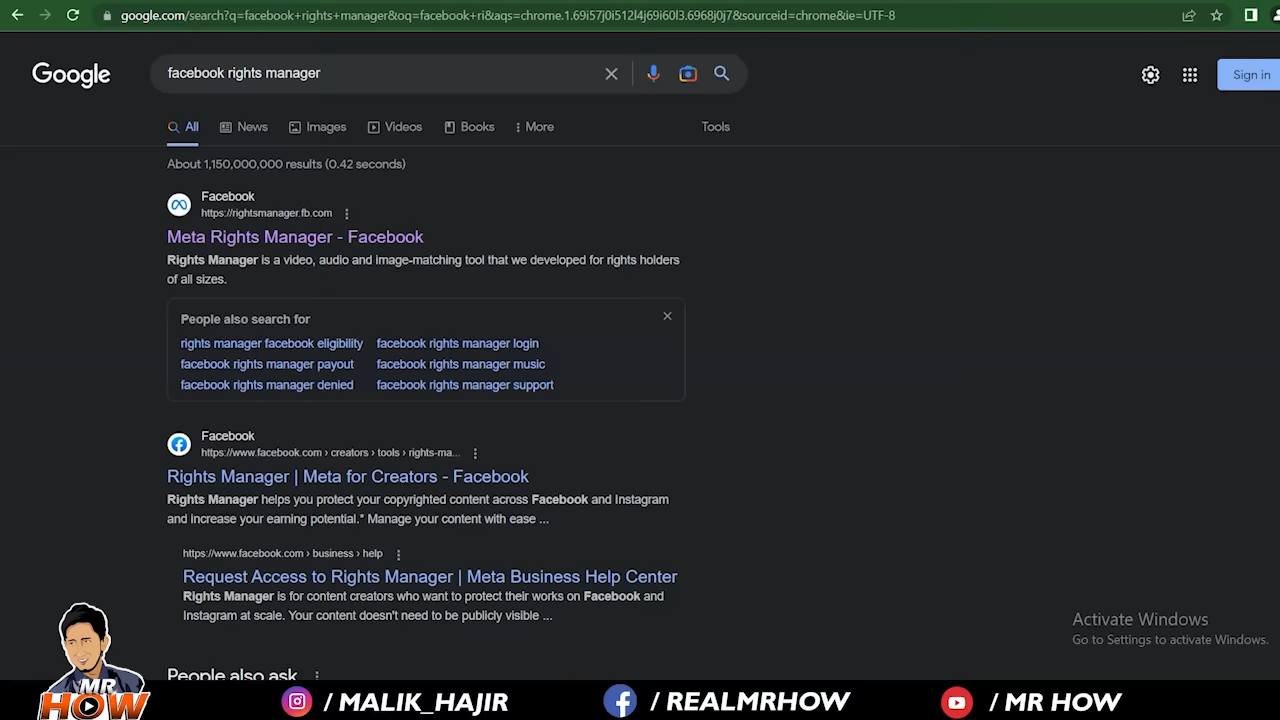 google.com/search?q=facebook+rights+manager&oq=facebook+ri&aqs=chrome.1.69i57j0i512l4j69i60l3.6968j0j7&sourceid=chrome&ie=UTF-8
Google
facebook rights manager
Sign in
All
News
Images
Videos
Books
More
Tools
About 1,150,000,000 results (0.42 seconds)
Facebook
https://rightsmanager.fb.com
Meta Rights Manager - Facebook
Rights Manager is a video, audio and image-matching tool that we developed for rights holders
of all sizes.
People also search for
rights manager facebook eligibility
facebook rights manager login
facebook rights manager payout
facebook rights manager music
facebook rights manager denied
facebook rights manager support
Facebook
https://www.facebook.com › creators › tools › rights-ma...
Rights Manager | Meta for Creators - Facebook
Rights Manager helps you protect your copyrighted content across Facebook and Instagram
and increase your earning potential.* Manage your content with ease ...
https://www.facebook.com › business › help
Request Access to Rights Manager | Meta Business Help Center
Rights Manager is for content creators who want to protect their works on Facebook and
Instagram at scale. Your content doesn't need to be publicly visible ...
Activate Windows
Go to Settings to activate Windows.
People also ask
MR
HOW
/ MALIK_HAJIR
/ REALMRHOW
/ MR HOW